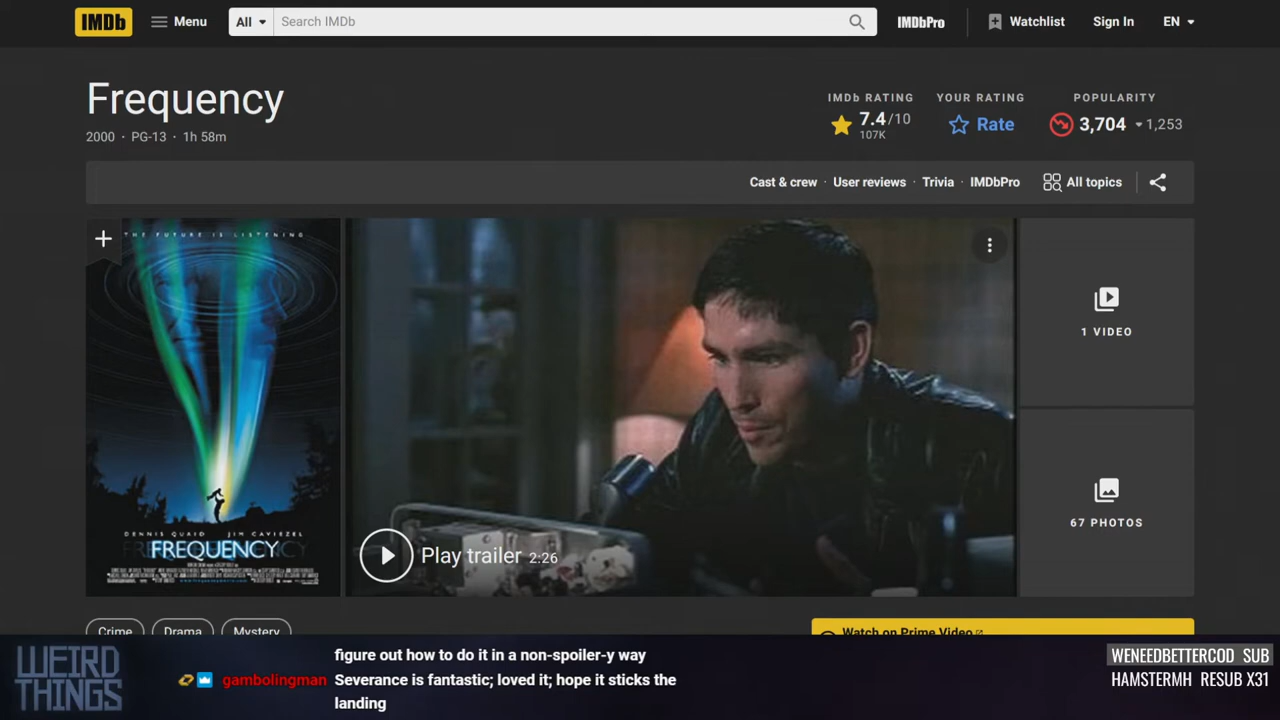 IMDb Menu All Search IMDb IMDbPro Watchlist Sign In EN
Frequency
2000 · PG-13 · 1h 58m
IMDb RATING
7.4/10
107K
YOUR RATING
Rate
POPULARITY
3,704 1,253
Cast & crew · User reviews · Trivia · IMDbPro All topics
THE FUTURE IS LISTENING
DENNIS QUAID JIM CAVIEZEL
FREQUENCY
Play trailer 2:26
1 VIDEO
67 PHOTOS
Crime Drama Mystery
Watch on Prime Video
WEIRD
THINGS
figure out how to do it in a non-spoiler-y way
gambolingman Severance is fantastic; loved it; hope it sticks the
landing
WENEEDBETTERCOD SUB
HAMSTERMH RESUB X31